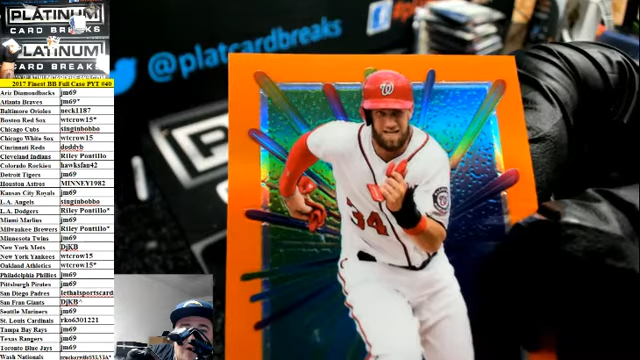 PLATINUM
CARD BREAKS
PLATINUM
CARD BREAKS
2017 Finest BB Full Case PYT #40
Ariz Diamondbacks jm69
Atlanta Braves jm69*
Baltimore Orioles neck1187
Boston Red Sox wtcrow15*
Chicago Cubs singinbobbo
Chicago White Sox wtcrow15
Cincinnati Reds doddyb
Cleveland Indians Riley Pontillo
Colorado Rockies hawksfan42
Detroit Tigers jm69
Houston Astros MINNEY1982
Kansas City Royals jm69
L.A. Angels singinbobbo
L.A. Dodgers Riley Pontillo*
Miami Marlins jm69
Milwaukee Brewers Riley Pontillo*
Minnesota Twins jm69
New York Mets DjKB
New York Yankees wtcrow15
Oakland Athletics wtcrow15*
Philadelphia Phillies jm69
Pittsburgh Pirates jm69
San Diego Padres lethalsportscard
San Fran Giants DjKB^
Seattle Mariners jm69
St. Louis Cardinals rko6301221
Tampa Bay Rays jm69
Texas Rangers jm69
Toronto Blue Jays jm69
Wash Nationals
@platcardbreaks
W
34